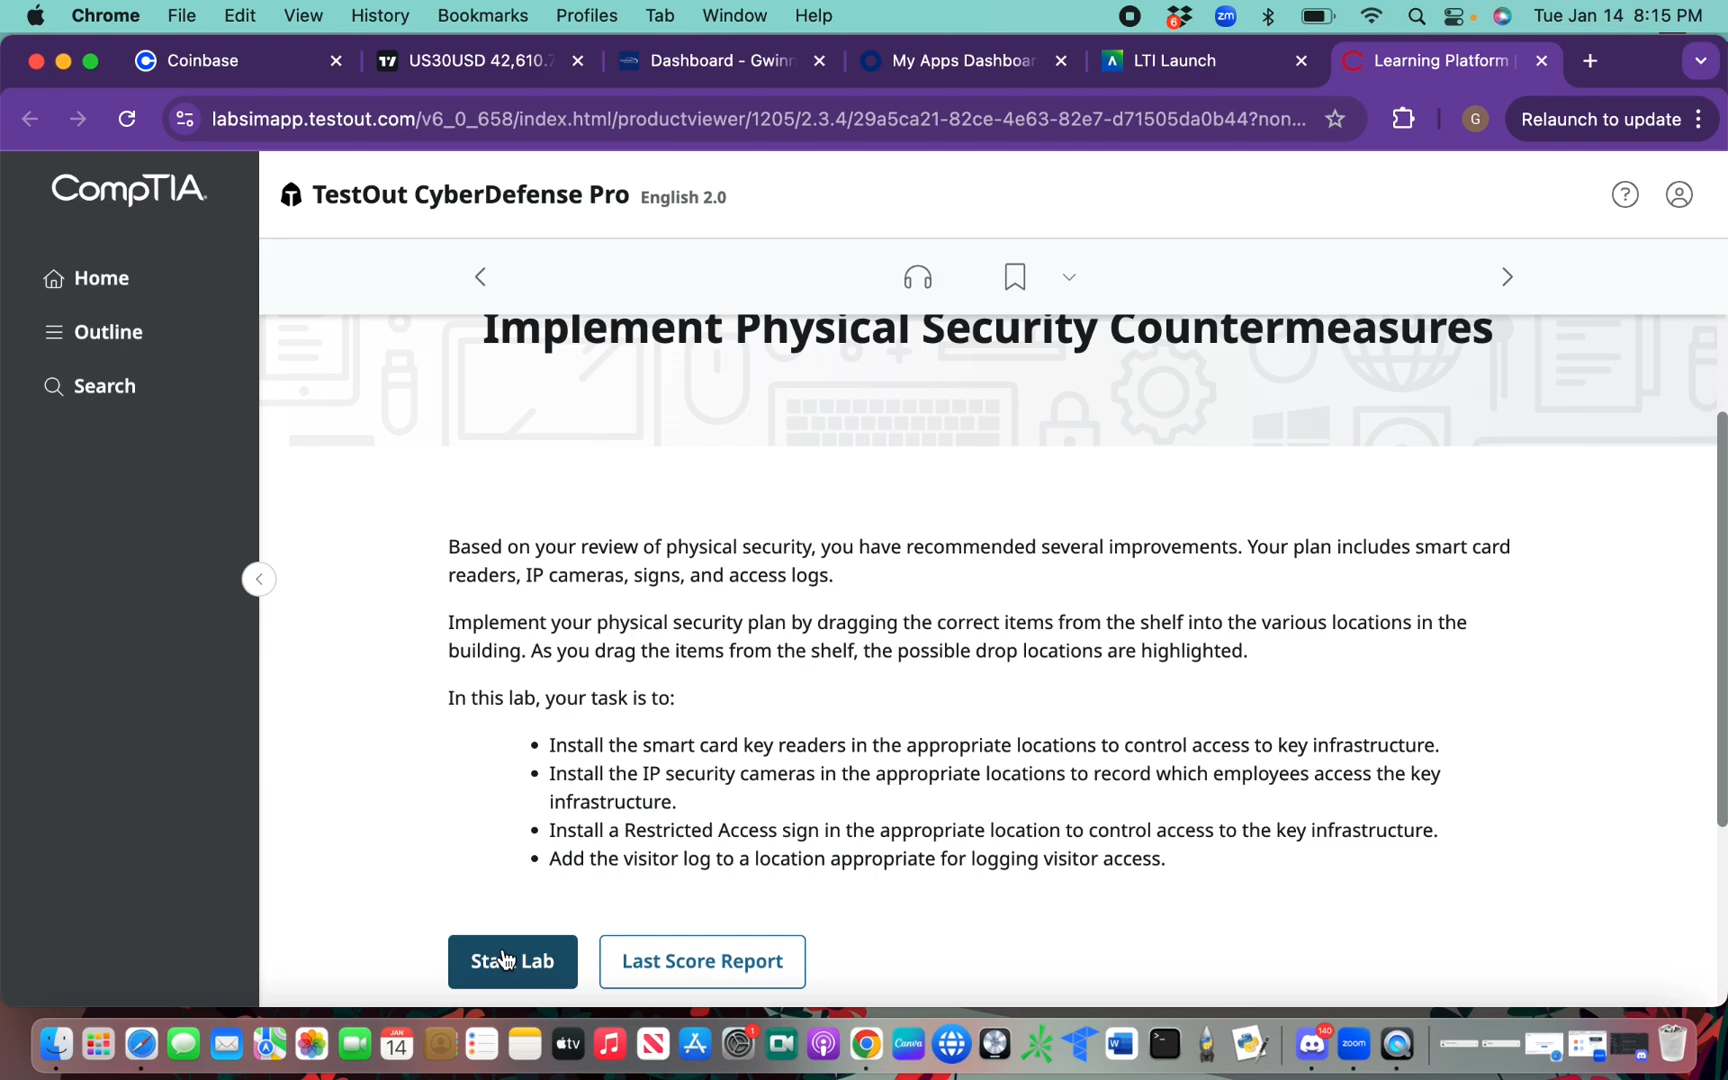 Chrome File Edit View History Bookmarks Profiles Tab Window Help 6 zm Tue Jan 14 8:15 PM
Coinbase US30USD 42,610. Dashboard - Gwin My Apps Dashboar LTI Launch Learning Platform
labsimapp.testout.com/v6_0_658/index.html/productviewer/1205/2.3.4/29a5ca21-82ce-4e63-82e7-d71505da0b44?non... G Relaunch to update
CompTIA.
TestOut CyberDefense Pro English 2.0
Home
Outline
Search
Implement Physical Security Countermeasures
Based on your review of physical security, you have recommended several improvements. Your plan includes smart card
readers, IP cameras, signs, and access logs.
Implement your physical security plan by dragging the correct items from the shelf into the various locations in the
building. As you drag the items from the shelf, the possible drop locations are highlighted.
In this lab, your task is to:
• Install the smart card key readers in the appropriate locations to control access to key infrastructure.
• Install the IP security cameras in the appropriate locations to record which employees access the key
infrastructure.
• Install a Restricted Access sign in the appropriate location to control access to the key infrastructure.
• Add the visitor log to a location appropriate for logging visitor access.
Start Lab Last Score Report
JAN 14 tv 1 Canva W 140 zoom